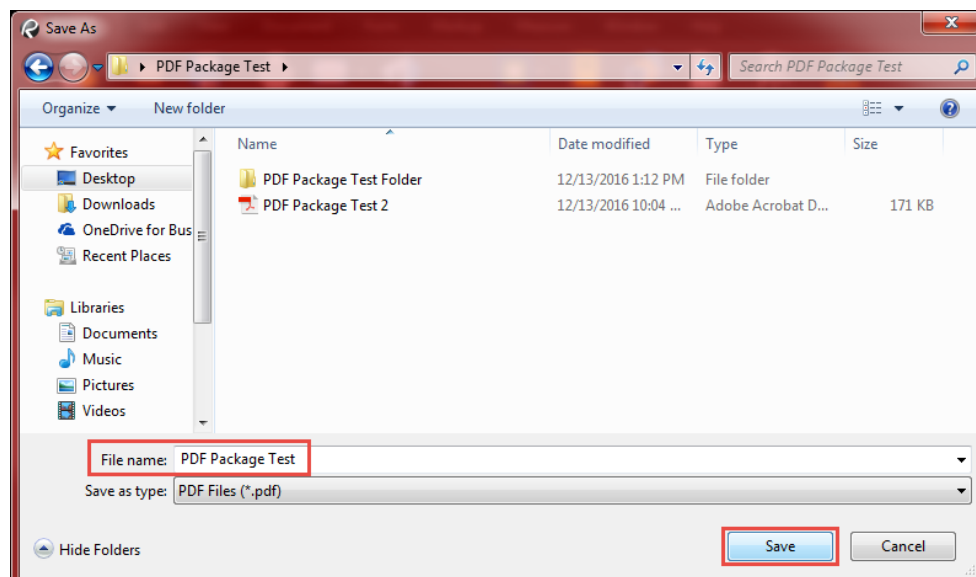 Save As
PDF Package Test
Search PDF Package Test
Organize New folder
Name Date modified Type Size
Favorites
Desktop
Downloads
OneDrive for Bus
Recent Places
Libraries
Documents
Music
Pictures
Videos
PDF Package Test Folder 12/13/2016 1:12 PM File folder
PDF Package Test 2 12/13/2016 10:04 ... Adobe Acrobat D... 171 KB
File name: PDF Package Test
Save as type: PDF Files (*.pdf)
Hide Folders Save Cancel